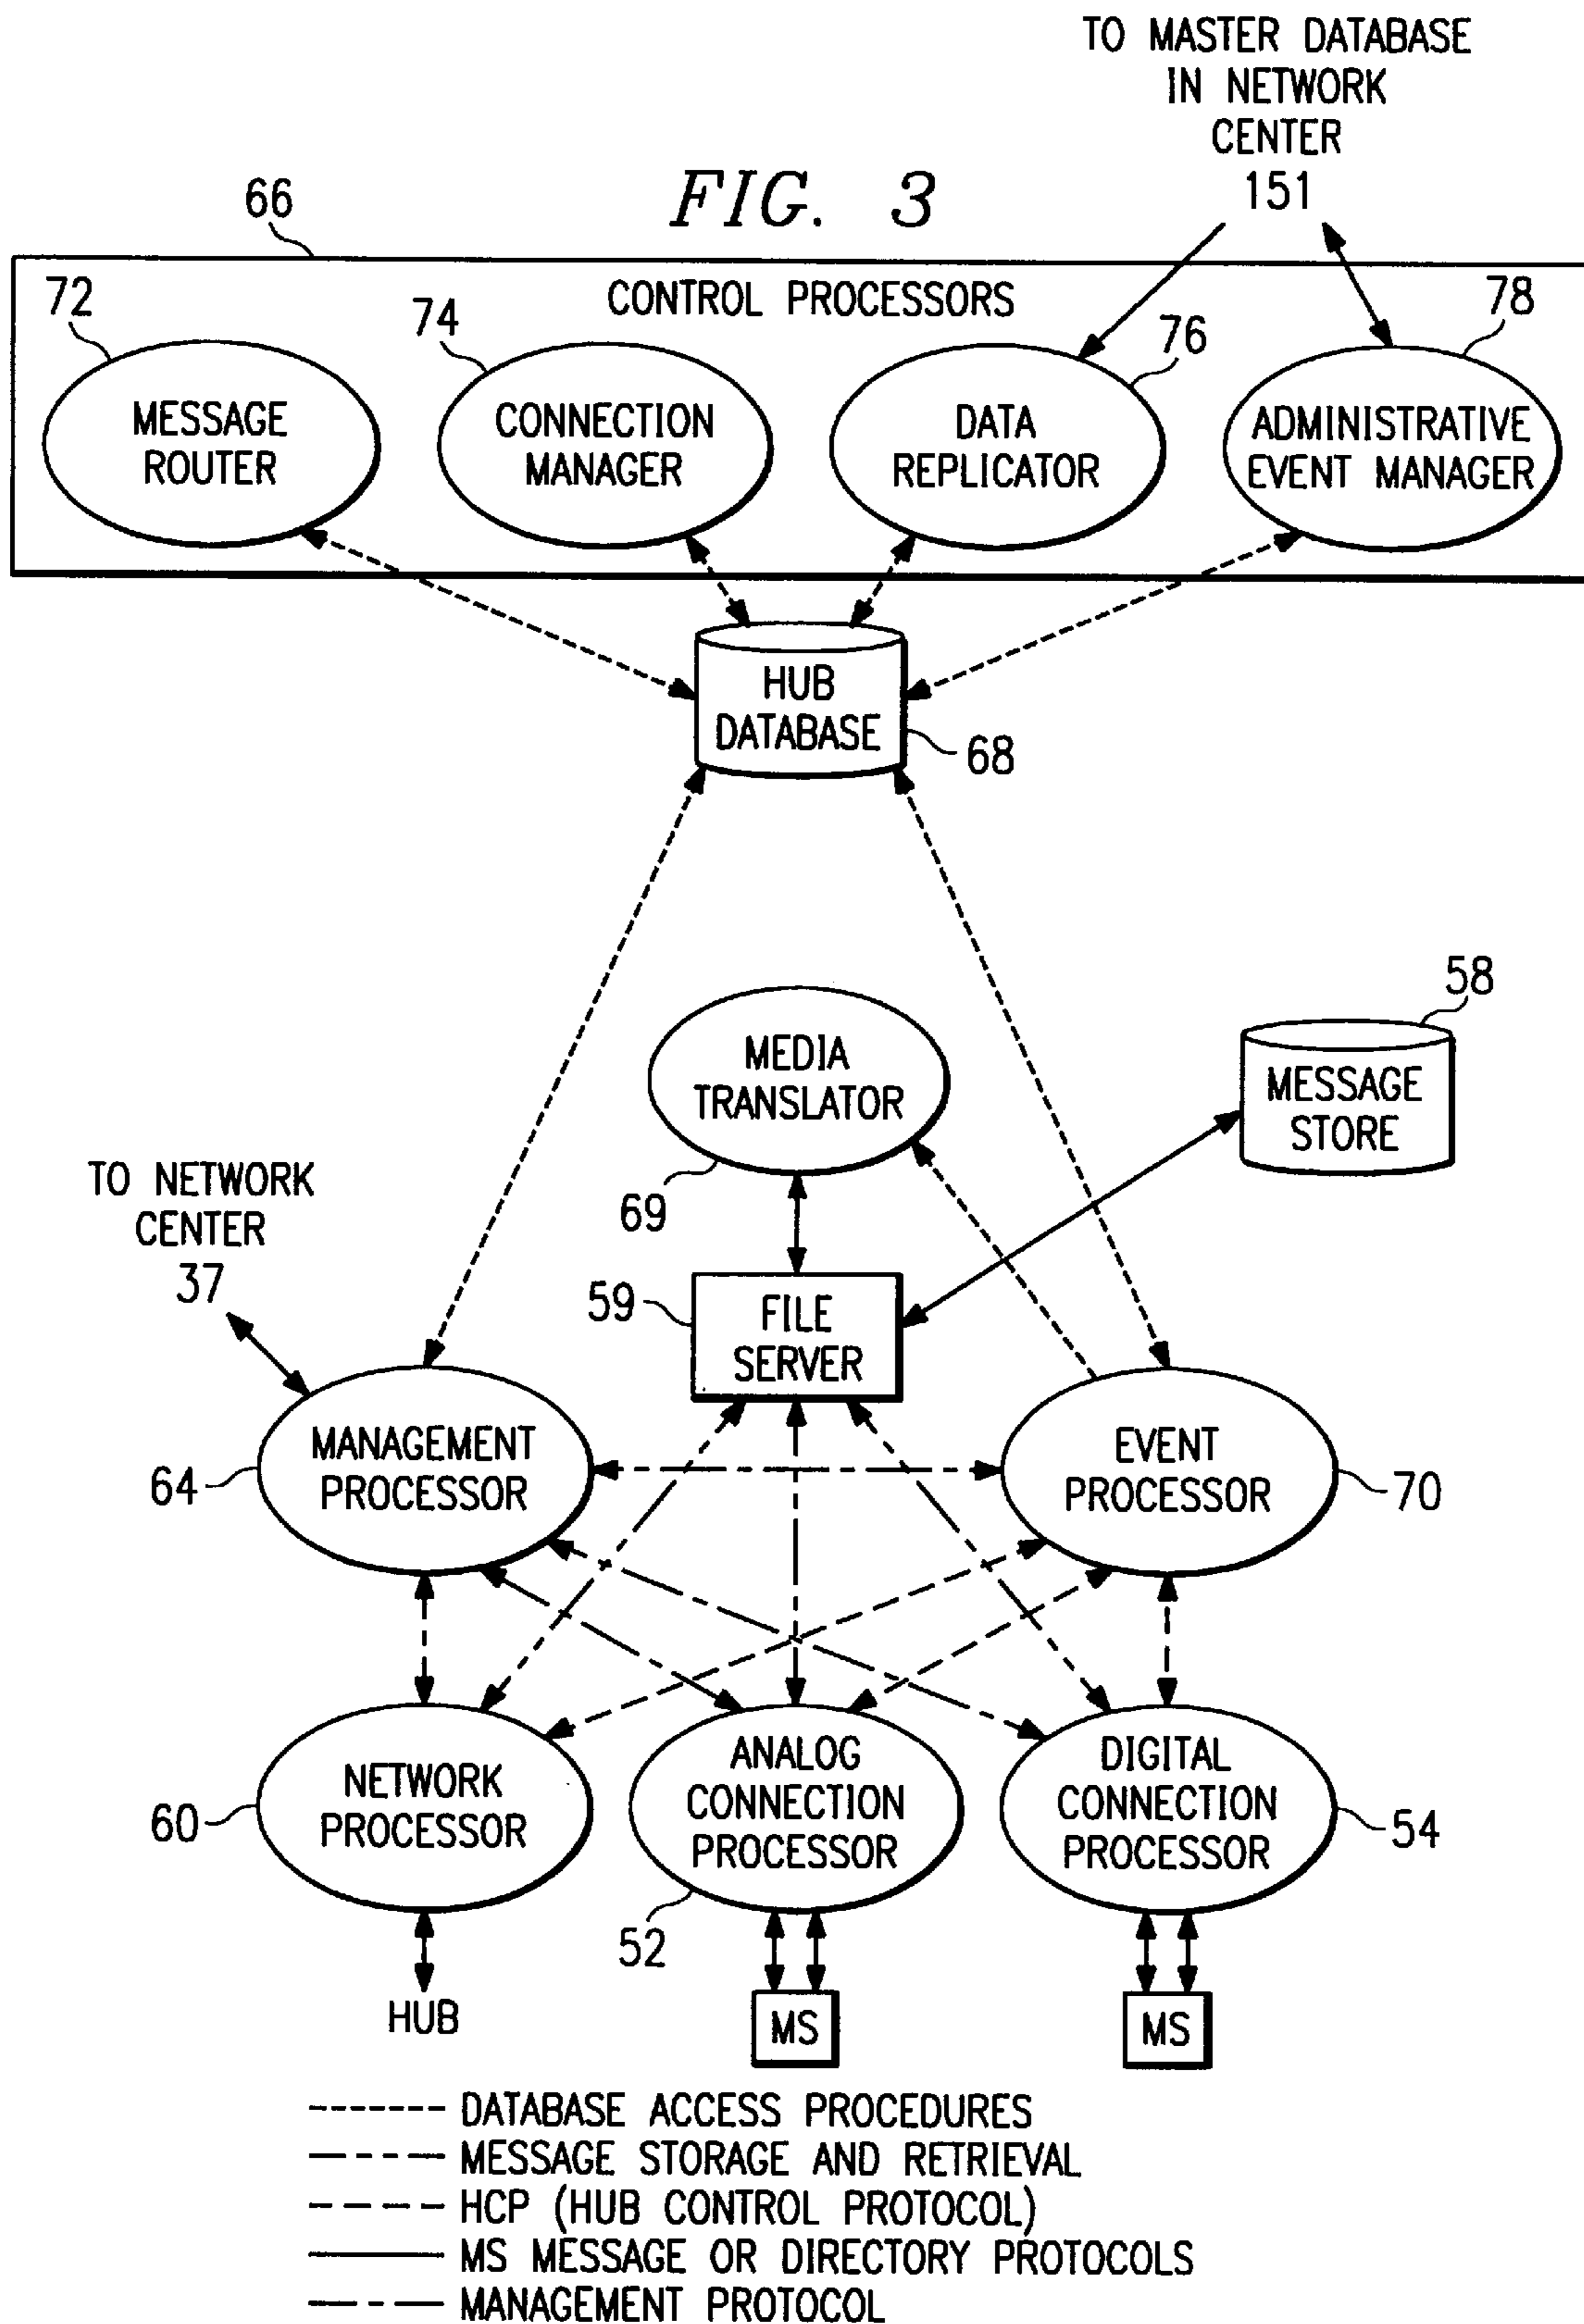 TO MASTER DATABASE
IN NETWORK
CENTER
151
FIG. 3
66
CONTROL PROCESSORS
72
74
76
78
MESSAGE
ROUTER
CONNECTION
MANAGER
DATA
REPLICATOR
ADMINISTRATIVE
EVENT MANAGER
HUB
DATABASE
68
MEDIA
TRANSLATOR
69
58
MESSAGE
STORE
TO NETWORK
CENTER
37
59
FILE
SERVER
MANAGEMENT
PROCESSOR
64
EVENT
PROCESSOR
70
NETWORK
PROCESSOR
60
ANALOG
CONNECTION
PROCESSOR
52
DIGITAL
CONNECTION
PROCESSOR
54
HUB
MS
MS
DATABASE ACCESS PROCEDURES
MESSAGE STORAGE AND RETRIEVAL
HCP (HUB CONTROL PROTOCOL)
MS MESSAGE OR DIRECTORY PROTOCOLS
MANAGEMENT PROTOCOL